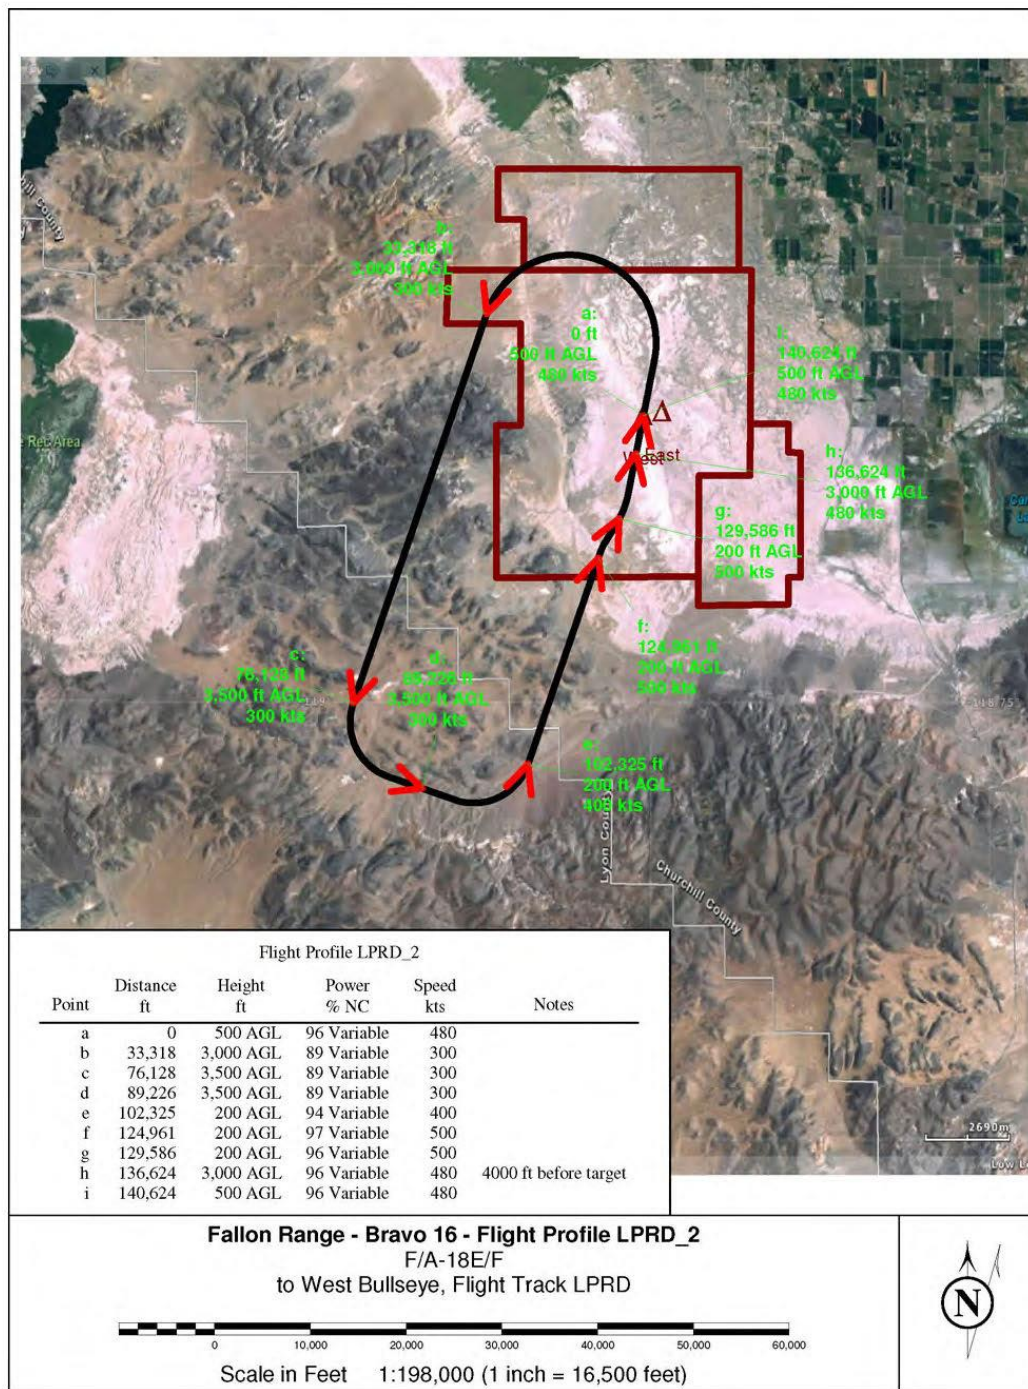 b:
33,318 ft
3,000 ft AGL
300 kts
a:
0 ft
500 ft AGL
480 kts
i:
140,624 ft
500 ft AGL
480 kts
Δ
West
East
h:
136,624 ft
3,000 ft AGL
480 kts
g:
129,586 ft
200 ft AGL
500 kts
f:
124,961 ft
200 ft AGL
500 kts
c:
76,128 ft
3,500 ft AGL
300 kts
d:
89,226 ft
3,500 ft AGL
300 kts
e:
102,325 ft
200 ft AGL
400 kts
Rec Area
County
118.75
Lyon County
Churchill County
2690m
Flight Profile LPRD_2
Point Distance ft Height ft Power % NC Speed kts Notes
a 0 500 AGL 96 Variable 480
b 33,318 3,000 AGL 89 Variable 300
c 76,128 3,500 AGL 89 Variable 300
d 89,226 3,500 AGL 89 Variable 300
e 102,325 200 AGL 94 Variable 400
f 124,961 200 AGL 97 Variable 500
g 129,586 200 AGL 96 Variable 500
h 136,624 3,000 AGL 96 Variable 480 4000 ft before target
i 140,624 500 AGL 96 Variable 480
Fallon Range - Bravo 16 - Flight Profile LPRD_2
F/A-18E/F
to West Bullseye, Flight Track LPRD
0 10,000 20,000 30,000 40,000 50,000 60,000
Scale in Feet 1:198,000 (1 inch = 16,500 feet)
N